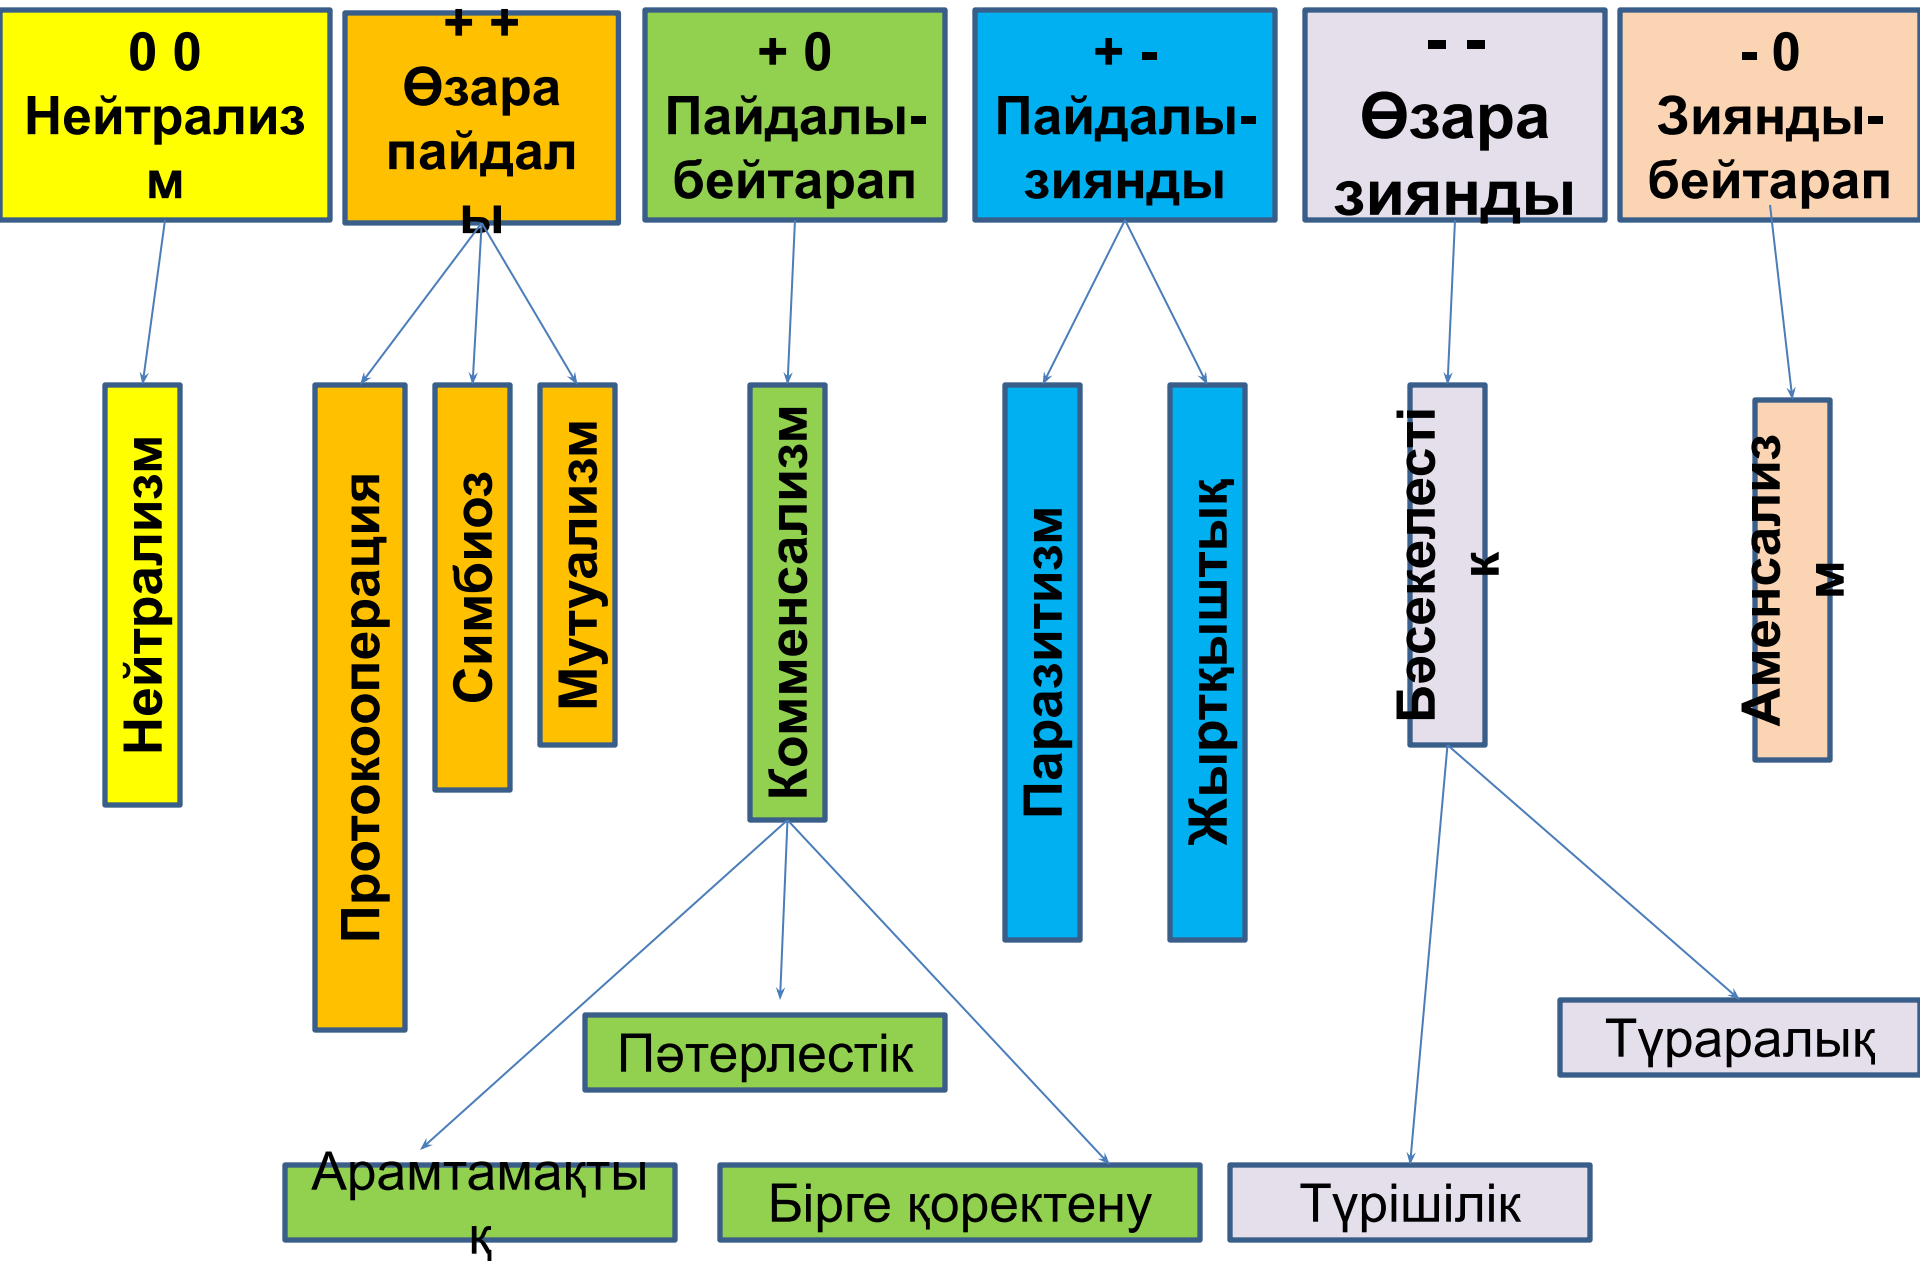 0 0
Нейтрализ
м
+ +
Өзара
пайдал
ы
+ 0
Пайдалы-
бейтарап
+ -
Пайдалы-
зиянды
- -
Өзара
зиянды
- 0
Зиянды-
бейтарап
Нейтрализм
Протокооперация
Симбиоз
Мутуализм
Комменсализм
Паразитизм
Жыртқыштық
Бәсекелесті
к
Аменсализ
м
Пәтерлестік
Түраралық
Арамтамақты
қ
Бірге қоректену
Түрішілік